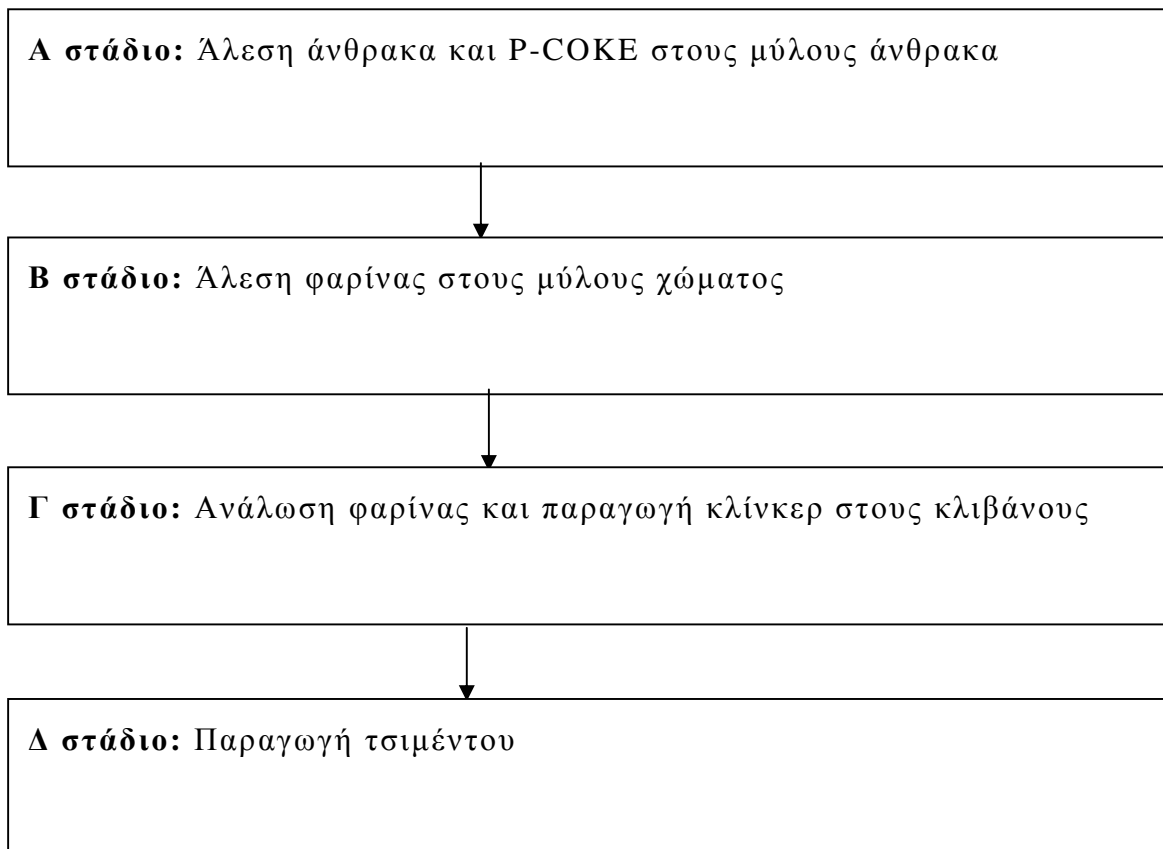 Α στάδιο: Άλεση άνθρακα και P-COKE στους μύλους άνθρακα
Β στάδιο: Άλεση φαρίνας στους μύλους χώματος
Γ στάδιο: Ανάλωση φαρίνας και παραγωγή κλίνκερ στους κλιβάνους
Δ στάδιο: Παραγωγή τσιμέντου